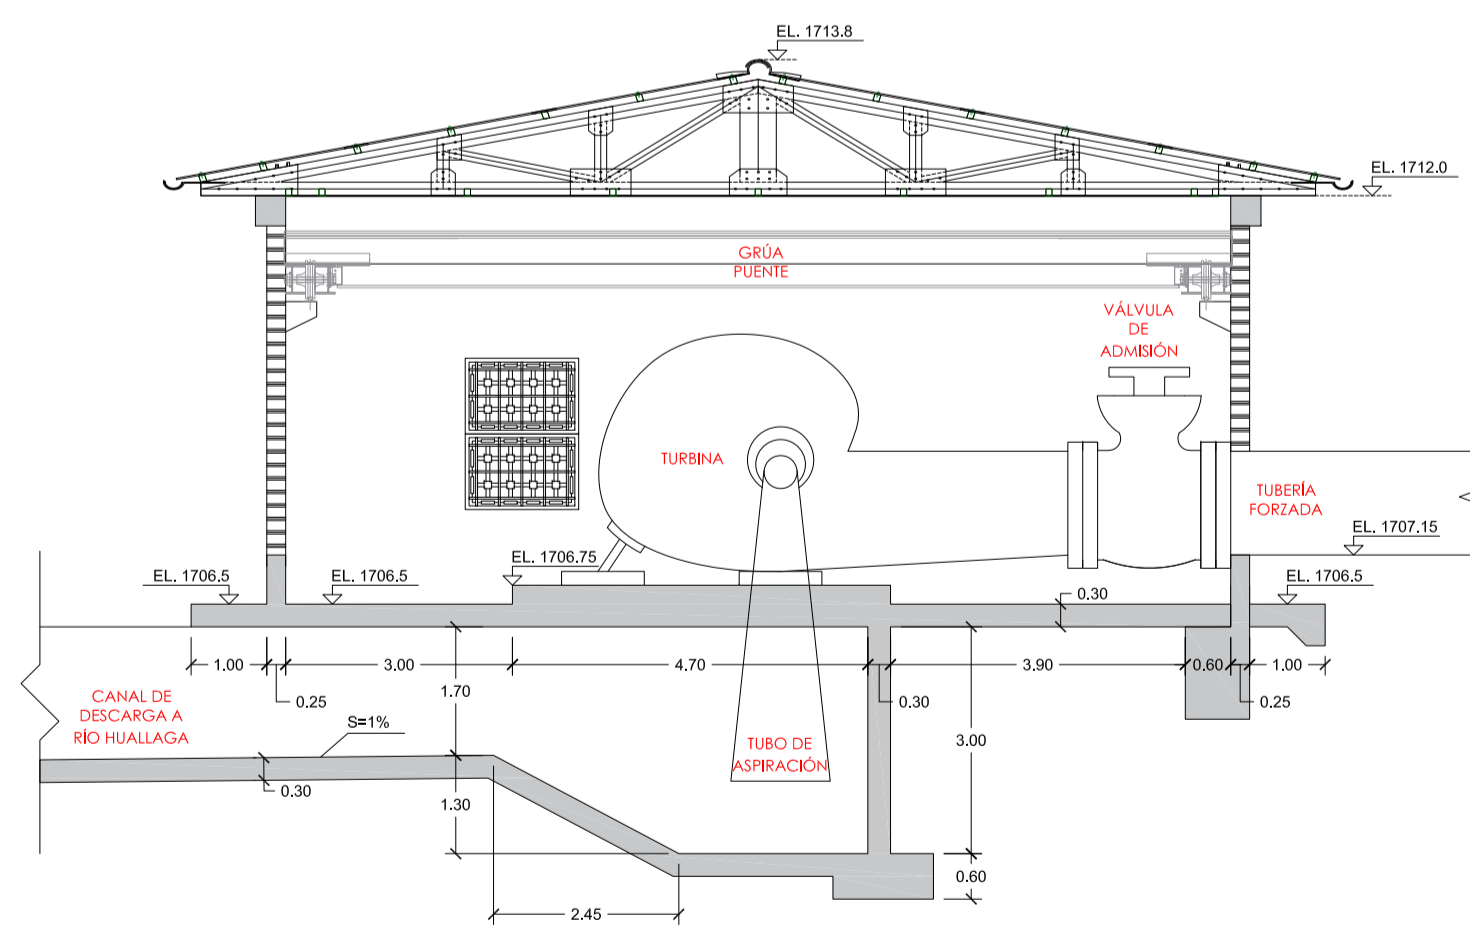 EL. 1713.8
EL. 1712.0
GRÚA
PUENTE
VÁLVULA
DE
ADMISIÓN
TURBINA
TUBERÍA
FORZADA
EL. 1707.15
EL. 1706.75
EL. 1706.5
EL. 1706.5
EL. 1706.5
0.30
1.00
3.00
4.70
3.90
0.60
1.00
0.25
1.70
0.30
0.25
CANAL DE
DESCARGA A
RÍO HUALLAGA
S=1%
3.00
TUBO DE
ASPIRACIÓN
0.30
1.30
0.60
2.45